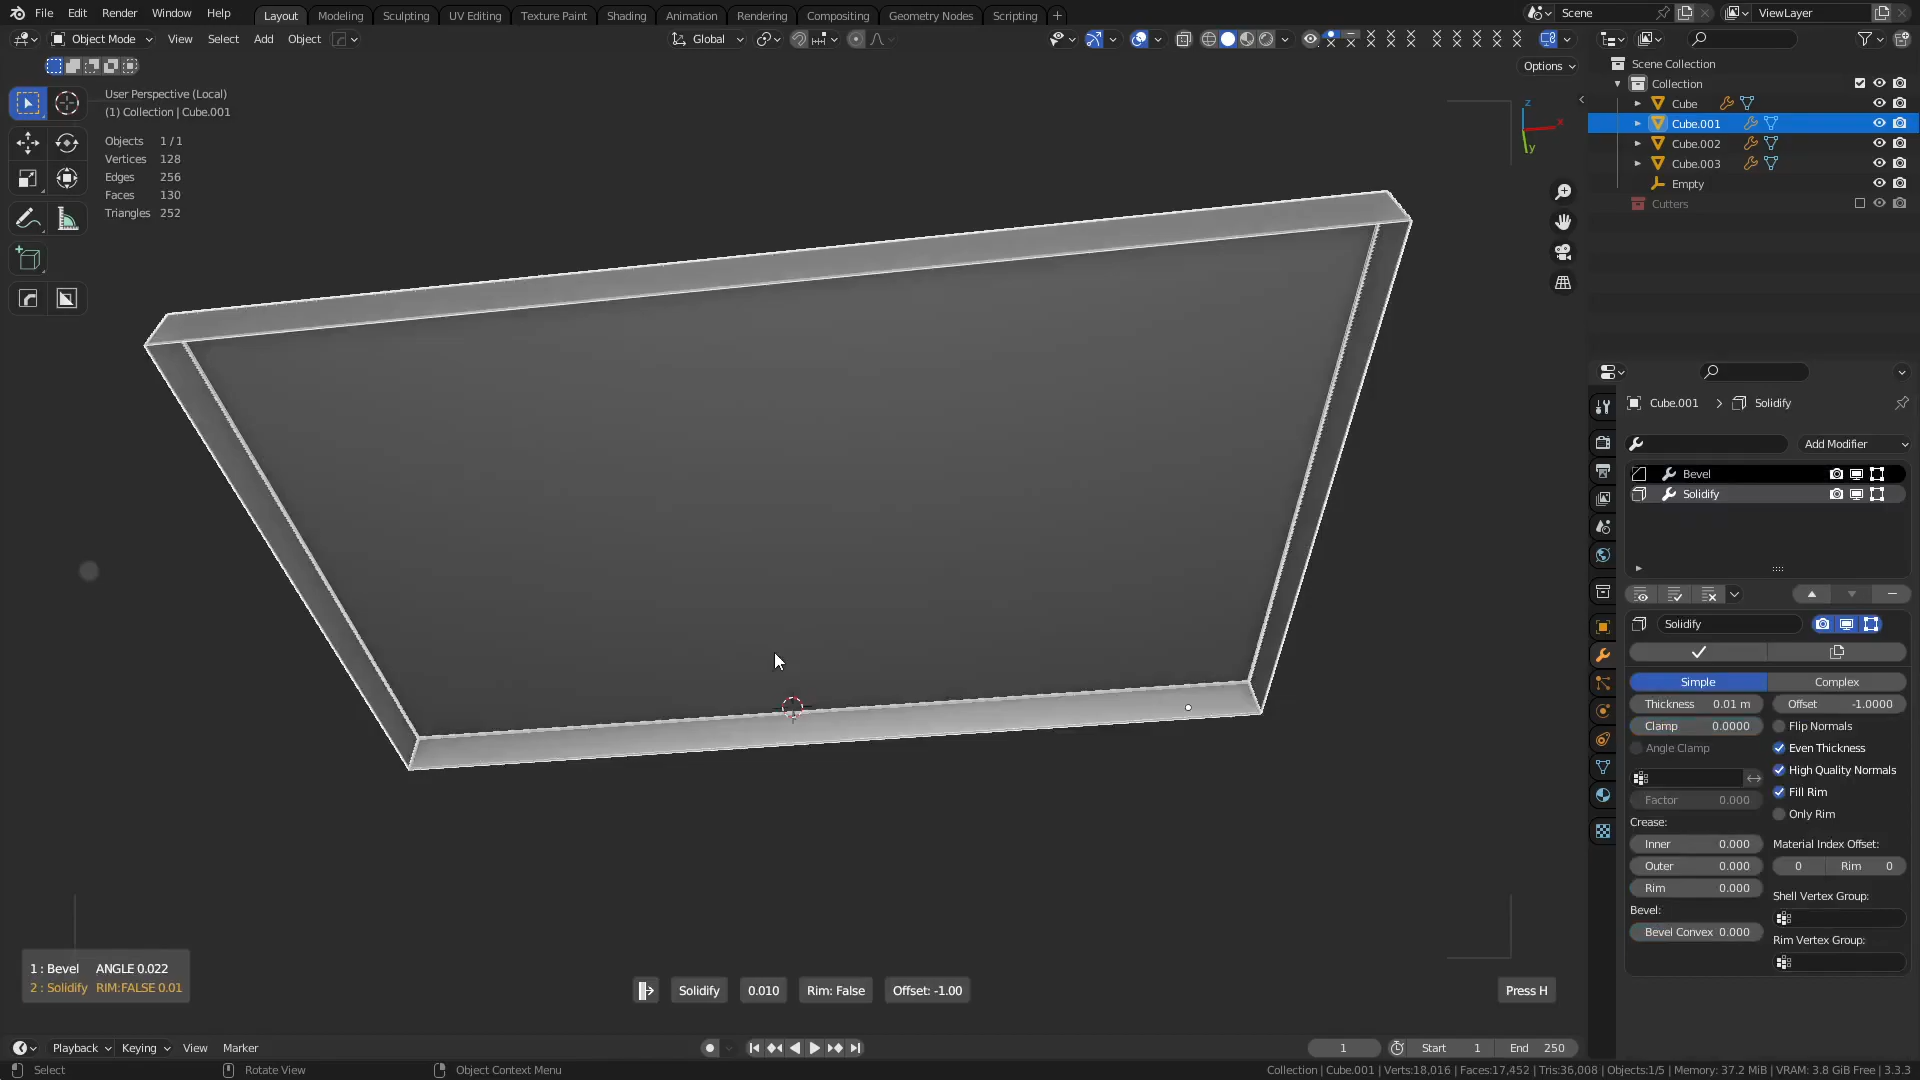 File Edit Render Window Help Layout Modeling Sculpting UV Editing Texture Paint Shading Animation Rendering Compositing Geometry Nodes Scripting + Scene ViewLayer
Object Mode View Select Add Object Global
Options
User Perspective (Local)
(1) Collection | Cube.001
Objects 1 / 1
Vertices 128
Edges 256
Faces 130
Triangles 252
z
x
y
Scene Collection
Collection
Cube
Cube.001
Cube.002
Cube.003
Empty
Cutters
Cube.001 > Solidify
Add Modifier
Bevel
Solidify
Solidify
Simple Complex
Thickness 0.01 m Offset -1.0000
Clamp 0.0000 Flip Normals
Angle Clamp Even Thickness
High Quality Normals
Factor 0.000 Fill Rim
Crease: Only Rim
Inner 0.000 Material Index Offset:
Outer 0.000 0 Rim 0
Rim 0.000 Shell Vertex Group:
Bevel:
Bevel Convex 0.000 Rim Vertex Group:
1 : Bevel ANGLE 0.022
2 : Solidify RIM:FALSE 0.01
Solidify 0.010 Rim: False Offset: -1.00
Press H
Playback Keying View Marker 1 Start 1 End 250
Select Rotate View Object Context Menu Collection | Cube.001 | Verts:18,016 | Faces:17,452 | Tris:36,008 | Objects:1/5 | Memory: 37.2 MiB | VRAM: 3.8 GiB Free | 3.3.3